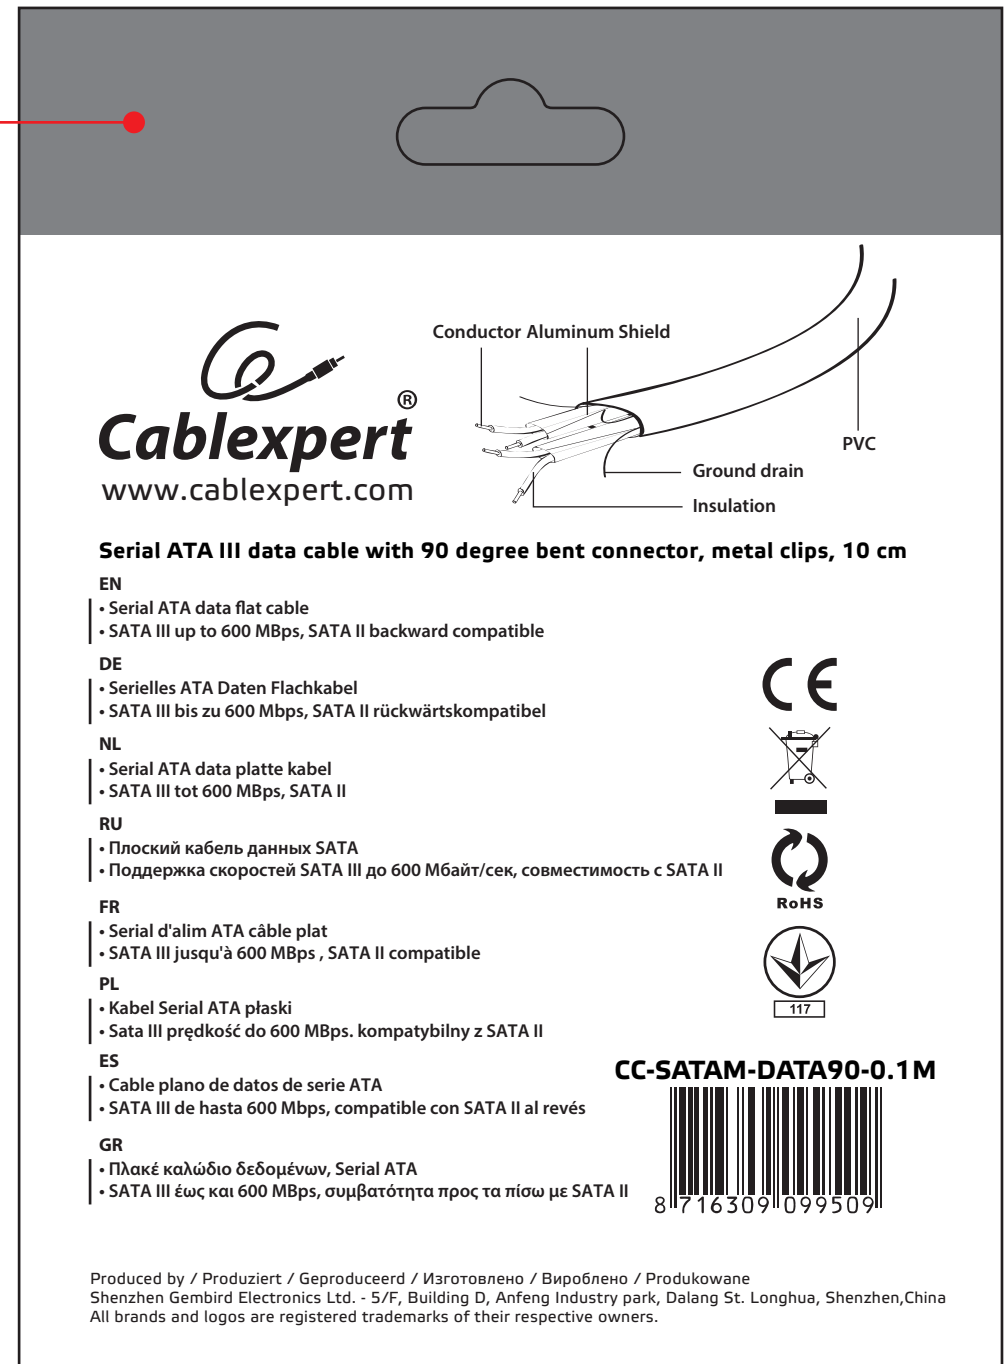 Conductor Aluminum Shield
Cablexpert®
www.cablexpert.com
PVC
Ground drain
Insulation
Serial ATA III data cable with 90 degree bent connector, metal clips, 10 cm
EN
• Serial ATA data flat cable
• SATA III up to 600 MBps, SATA II backward compatible
DE
• Serielles ATA Daten Flachkabel
• SATA III bis zu 600 Mbps, SATA II rückwärtskompatibel
NL
• Serial ATA data platte kabel
• SATA III tot 600 MBps, SATA II
RU
• Плоский кабель данных SATA
• Поддержка скоростей SATA III до 600 Мбайт/сек, совместимость с SATA II
FR
• Serial d'alim ATA câble plat
• SATA III jusqu'à 600 MBps , SATA II compatible
PL
• Kabel Serial ATA płaski
• Sata III prędkość do 600 MBps. kompatybilny z SATA II
ES
• Cable plano de datos de serie ATA
• SATA III de hasta 600 Mbps, compatible con SATA II al revés
GR
• Πλακέ καλώδιο δεδομένων, Serial ATA
• SATA III έως και 600 MBps, συμβατότητα προς τα πίσω με SATA II
CE
RoHS
117
CC-SATAM-DATA90-0.1M
8 716309 099509
Produced by / Produziert / Geproduceerd / Изготовлено / Вироблено / Produkowane
Shenzhen Gembird Electronics Ltd. - 5/F, Building D, Anfeng Industry park, Dalang St. Longhua, Shenzhen,China
All brands and logos are registered trademarks of their respective owners.